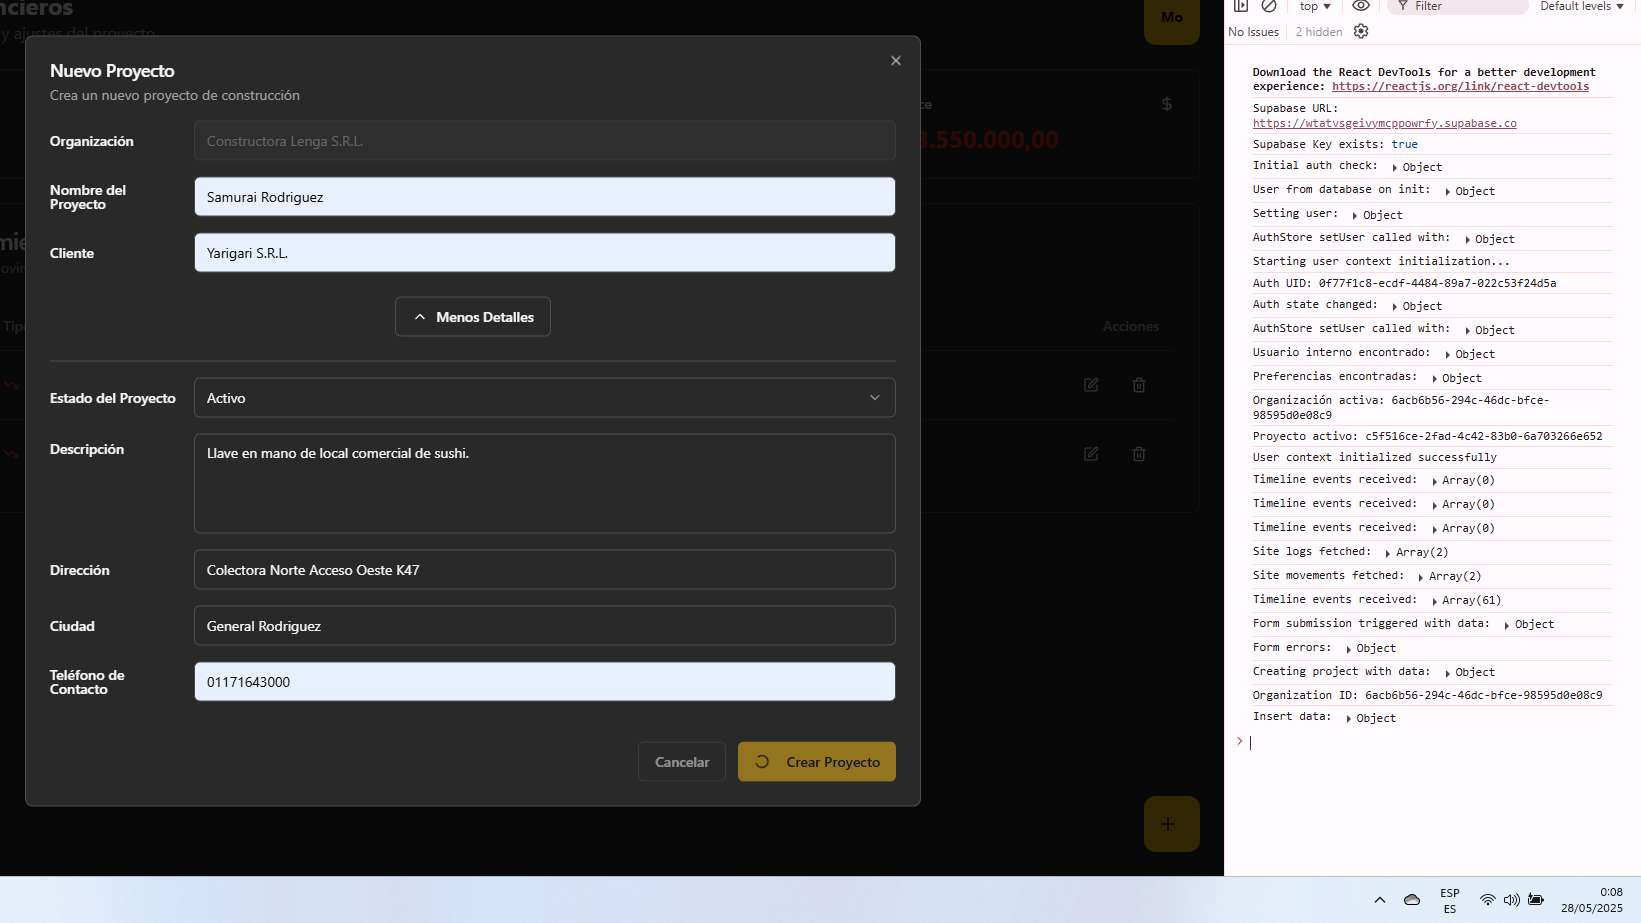 ncieros
y ajustes del proyecto
Mo
Nuevo Proyecto
Crea un nuevo proyecto de construcción
Organización
Constructora Lenga S.R.L.
Nombre del
Proyecto
Samurai Rodriguez
Cliente
Yarigari S.R.L.
Menos Detalles
Estado del Proyecto
Activo
Descripción
Llave en mano de local comercial de sushi.
Dirección
Colectora Norte Acceso Oeste K47
Ciudad
General Rodriguez
Teléfono de
Contacto
01171643000
Cancelar
Crear Proyecto
ce
$
3.550.000,00
mie
ovin
Tipo
Acciones
+
top
Filter
Default levels
No Issues
2 hidden
Download the React DevTools for a better development
experience: https://reactjs.org/link/react-devtools
Supabase URL:
https://wtatvsgeivymcppowrfy.supabase.co
Supabase Key exists: true
Initial auth check: Object
User from database on init: Object
Setting user: Object
AuthStore setUser called with: Object
Starting user context initialization...
Auth UID: 0f77f1c8-ecdf-4484-89a7-022c53f24d5a
Auth state changed: Object
AuthStore setUser called with: Object
Usuario interno encontrado: Object
Preferencias encontradas: Object
Organización activa: 6acb6b56-294c-46dc-bfce-
98595d0e08c9
Proyecto activo: c5f516ce-2fad-4c42-83b0-6a703266e652
User context initialized successfully
Timeline events received: Array(0)
Timeline events received: Array(0)
Timeline events received: Array(0)
Site logs fetched: Array(2)
Site movements fetched: Array(2)
Timeline events received: Array(61)
Form submission triggered with data: Object
Form errors: Object
Creating project with data: Object
Organization ID: 6acb6b56-294c-46dc-bfce-98595d0e08c9
Insert data: Object
ESP
ES
0:08
28/05/2025